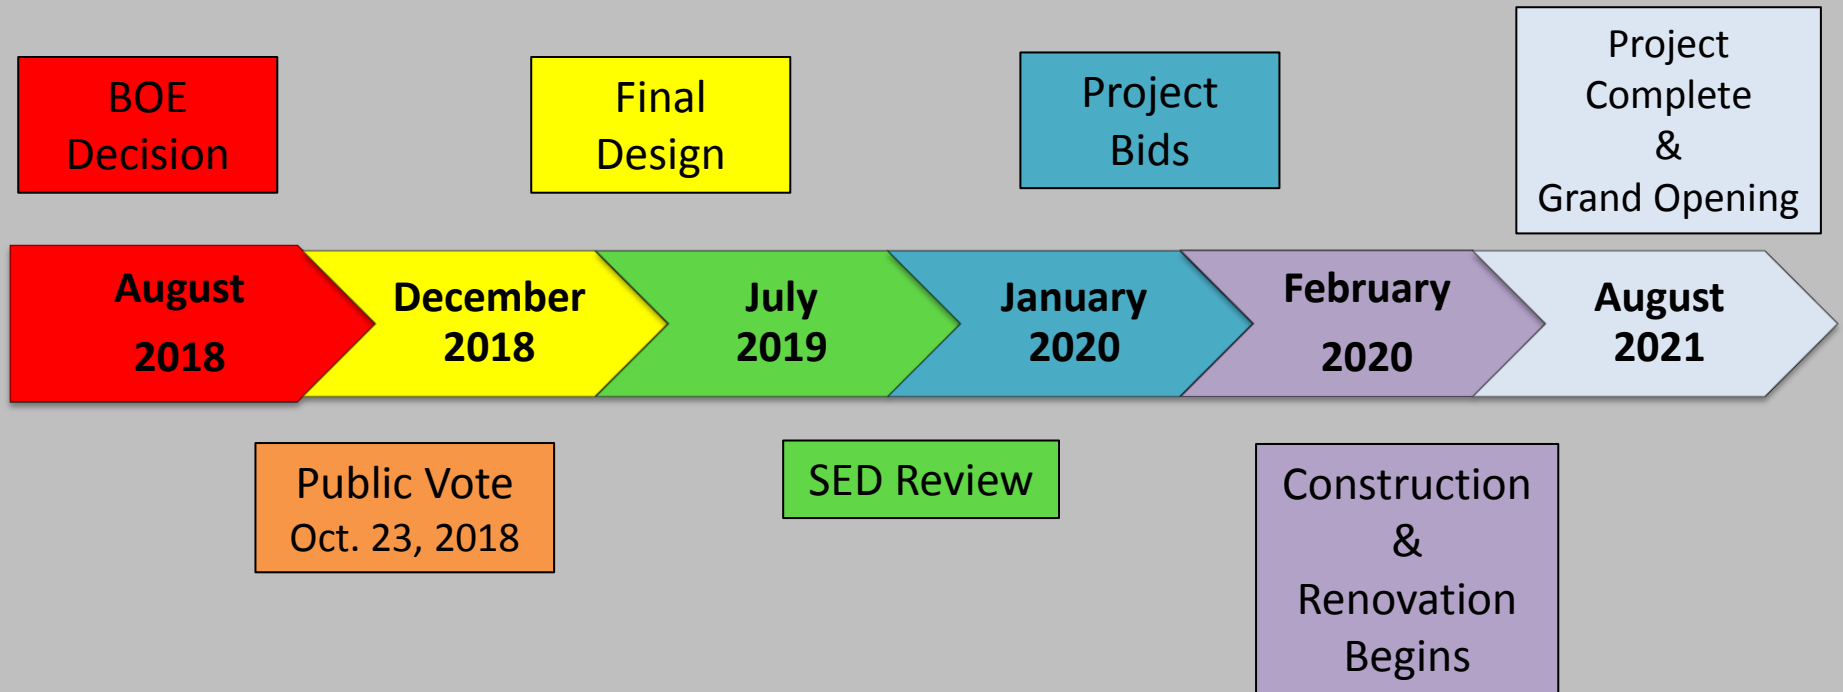 BOE
Decision
Final
Design
Project
Bids
Project
Complete
&
Grand Opening
August
2018
December
2018
July
2019
January
2020
February
2020
August
2021
Public Vote
Oct. 23, 2018
SED Review
Construction
&
Renovation
Begins